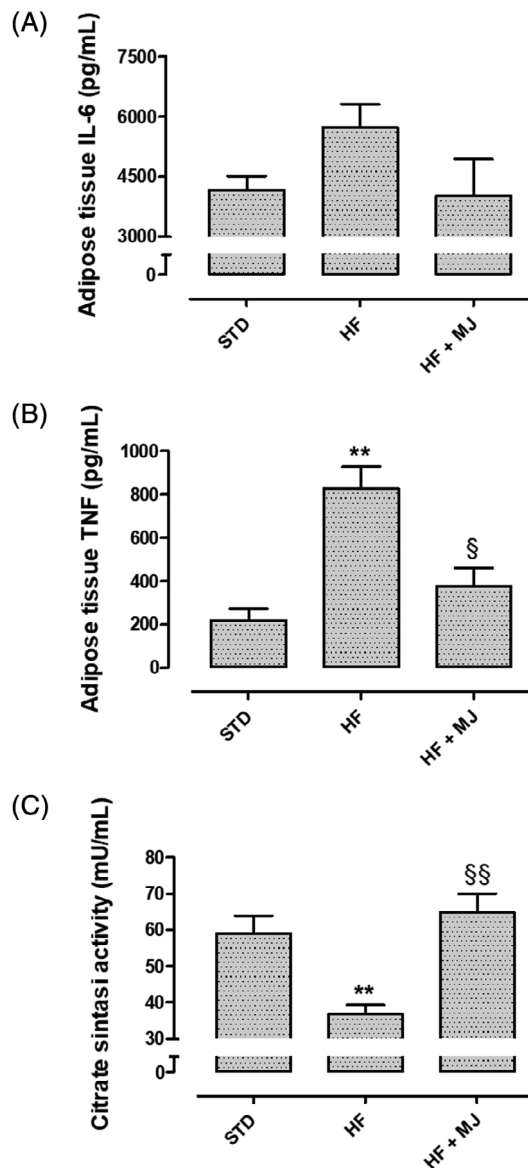 (A)
Adipose tissue IL-6 (pg/mL)
7500
6000
4500
3000
0
STD
HF
HF + MJ
(B)
Adipose tissue TNF (pg/mL)
1000
800
600
400
200
0
**
§
STD
HF
HF + MJ
(C)
Citrate sintasi activity (mU/mL)
80
70
60
50
40
30
0
**
§§
STD
HF
HF + MJ